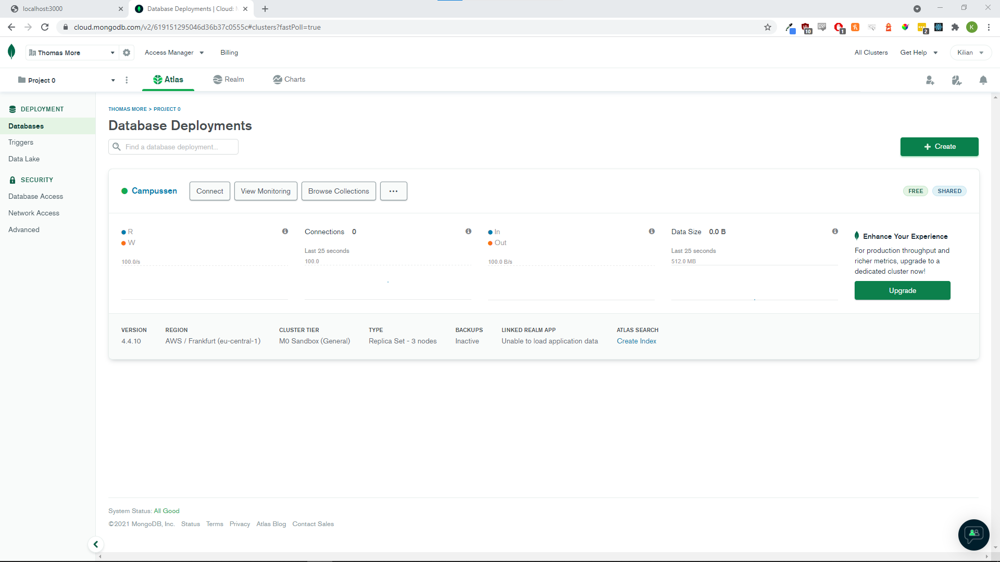 localhost:3000
Database Deployments | Cloud:
cloud.mongodb.com/v2/619151295046d36b37c0555c#clusters?fastPoll=true
10
1
2
K
Thomas More
Access Manager
Billing
All Clusters
Get Help
Kilian
Project 0
Atlas
Realm
Charts
DEPLOYMENT
Databases
Triggers
Data Lake
SECURITY
Database Access
Network Access
Advanced
THOMAS MORE > PROJECT 0
Database Deployments
Find a database deployment...
+ Create
Campussen
Connect
View Monitoring
Browse Collections
...
FREE
SHARED
R
W
100.0/s
Connections 0
Last 25 seconds
100.0
In
Out
100.0 B/s
Data Size 0.0 B
Last 25 seconds
512.0 MB
Enhance Your Experience
For production throughput and
richer metrics, upgrade to a
dedicated cluster now!
Upgrade
VERSION
4.4.10
REGION
AWS / Frankfurt (eu-central-1)
CLUSTER TIER
M0 Sandbox (General)
TYPE
Replica Set - 3 nodes
BACKUPS
Inactive
LINKED REALM APP
Unable to load application data
ATLAS SEARCH
Create Index
System Status: All Good
©2021 MongoDB, Inc. Status Terms Privacy Atlas Blog Contact Sales